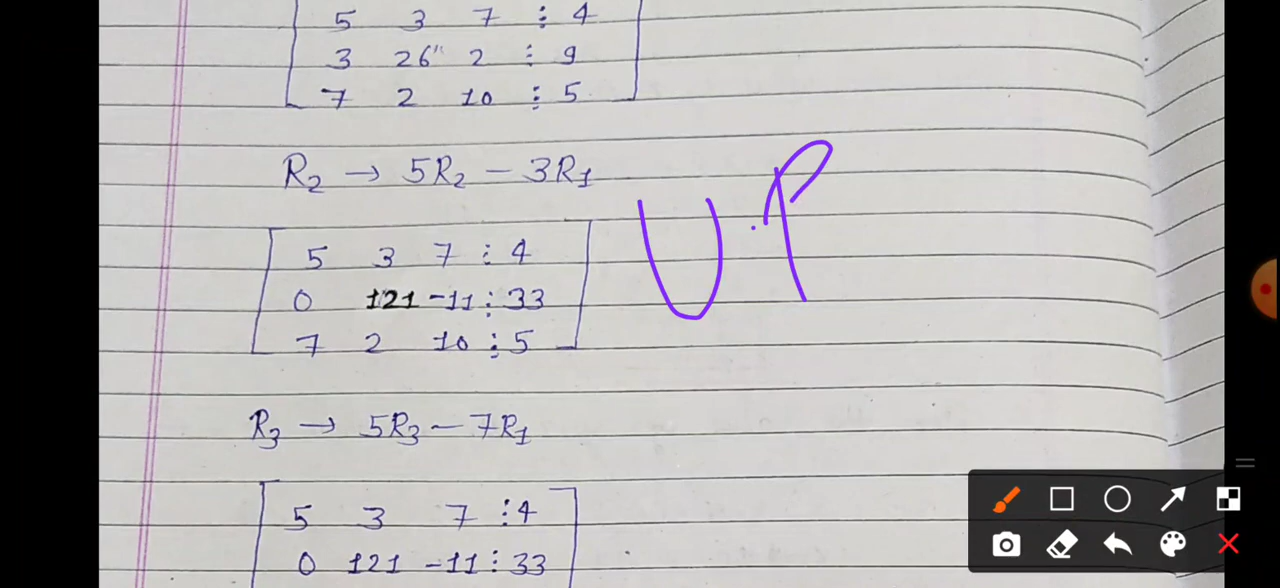 5 3 7 ⋮ 4
3 26 2 ⋮ 9
7 2 10 ⋮ 5
R₂ → 5R₂ − 3R₁
5 3 7 ⋮ 4
0 121 −11 ⋮ 33
7 2 10 ⋮ 5
U.P
R₃ → 5R₃ − 7R₁
5 3 7 ⋮ 4
0 121 −11 ⋮ 33